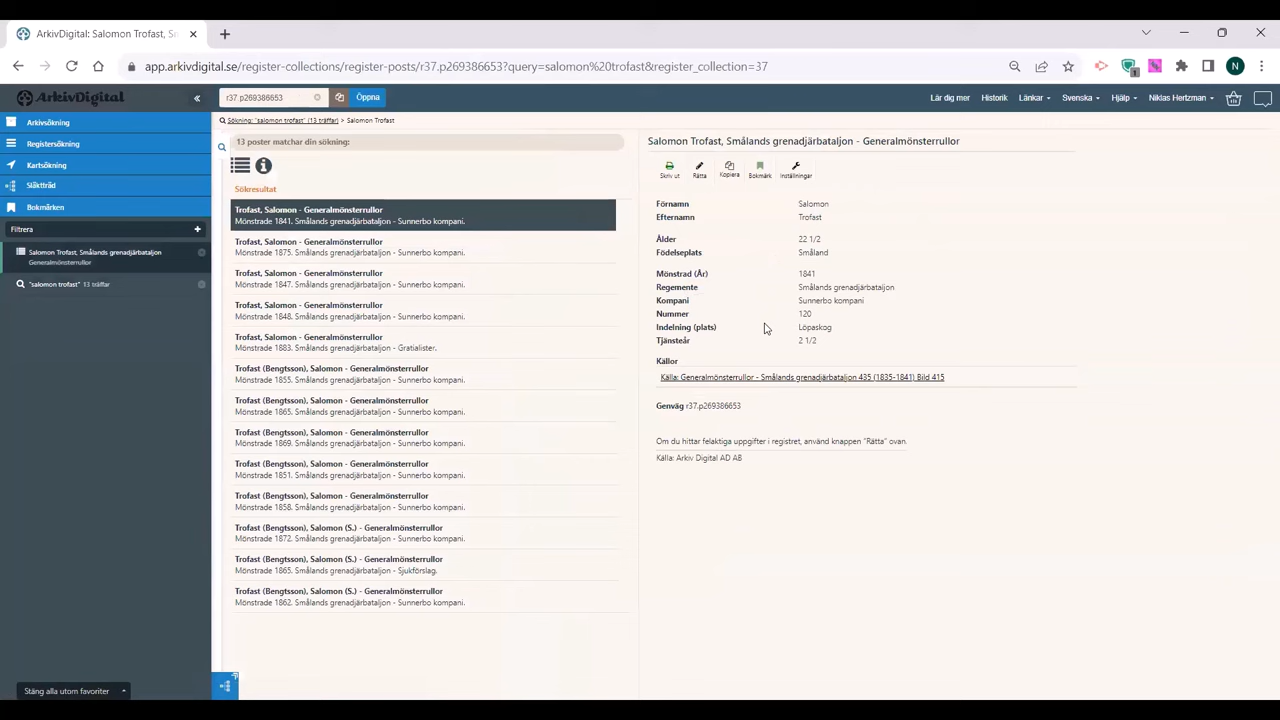 ArkivDigital: Salomon Trofast, Sm
app.arkivdigital.se/register-collections/register-posts/r37.p269386653?query=salomon%20trofast&register_collection=37
1
N
ArkivDigital
«
r37.p269386653
Öppna
Lär dig mer
Historik
Länkar
Svenska
Hjälp
Niklas Hertzman
Arkivsökning
Registersökning
Kartsökning
Släktträd
Bokmärken
Filtrera
+
Salomon Trofast, Smålands grenadjärbataljon
Generalmönsterrullor
"salomon trofast" 13 träffar
Stäng alla utom favoriter
Sökning: "salomon trofast" (13 träffar) > Salomon Trofast
13 poster matchar din sökning:
Sökresultat
Trofast, Salomon - Generalmönsterrullor
Mönstrade 1841. Smålands grenadjärbataljon - Sunnerbo kompani.
Trofast, Salomon - Generalmönsterrullor
Mönstrade 1875. Smålands grenadjärbataljon - Sunnerbo kompani.
Trofast, Salomon - Generalmönsterrullor
Mönstrade 1847. Smålands grenadjärbataljon - Sunnerbo kompani.
Trofast, Salomon - Generalmönsterrullor
Mönstrade 1848. Smålands grenadjärbataljon - Sunnerbo kompani.
Trofast, Salomon - Generalmönsterrullor
Mönstrade 1883. Smålands grenadjärbataljon - Gratialister.
Trofast (Bengtsson), Salomon - Generalmönsterrullor
Mönstrade 1855. Smålands grenadjärbataljon - Sunnerbo kompani.
Trofast (Bengtsson), Salomon - Generalmönsterrullor
Mönstrade 1865. Smålands grenadjärbataljon - Sunnerbo kompani.
Trofast (Bengtsson), Salomon - Generalmönsterrullor
Mönstrade 1869. Smålands grenadjärbataljon - Sunnerbo kompani.
Trofast (Bengtsson), Salomon - Generalmönsterrullor
Mönstrade 1851. Smålands grenadjärbataljon - Sunnerbo kompani.
Trofast (Bengtsson), Salomon - Generalmönsterrullor
Mönstrade 1858. Smålands grenadjärbataljon - Sunnerbo kompani.
Trofast (Bengtsson), Salomon (S.) - Generalmönsterrullor
Mönstrade 1872. Smålands grenadjärbataljon - Sunnerbo kompani.
Trofast (Bengtsson), Salomon (S.) - Generalmönsterrullor
Mönstrade 1865. Smålands grenadjärbataljon - Sjukförslag.
Trofast (Bengtsson), Salomon (S.) - Generalmönsterrullor
Mönstrade 1862. Smålands grenadjärbataljon - Sunnerbo kompani.
Salomon Trofast, Smålands grenadjärbataljon - Generalmönsterrullor
Skriv ut
Rätta
Kopiera
Bokmärk
Inställningar
Förnamn Salomon
Efternamn Trofast
Ålder 22 1/2
Födelseplats Småland
Mönstrad (År) 1841
Regemente Smålands grenadjärbataljon
Kompani Sunnerbo kompani
Nummer 120
Indelning (plats) Löpaskog
Tjänsteår 2 1/2
Källor
Källa: Generalmönsterrullor - Smålands grenadjärbataljon 435 (1835-1841) Bild 415
Genväg r37.p269386653
Om du hittar felaktiga uppgifter i registret, använd knappen "Rätta" ovan.
Källa: Arkiv Digital AD AB